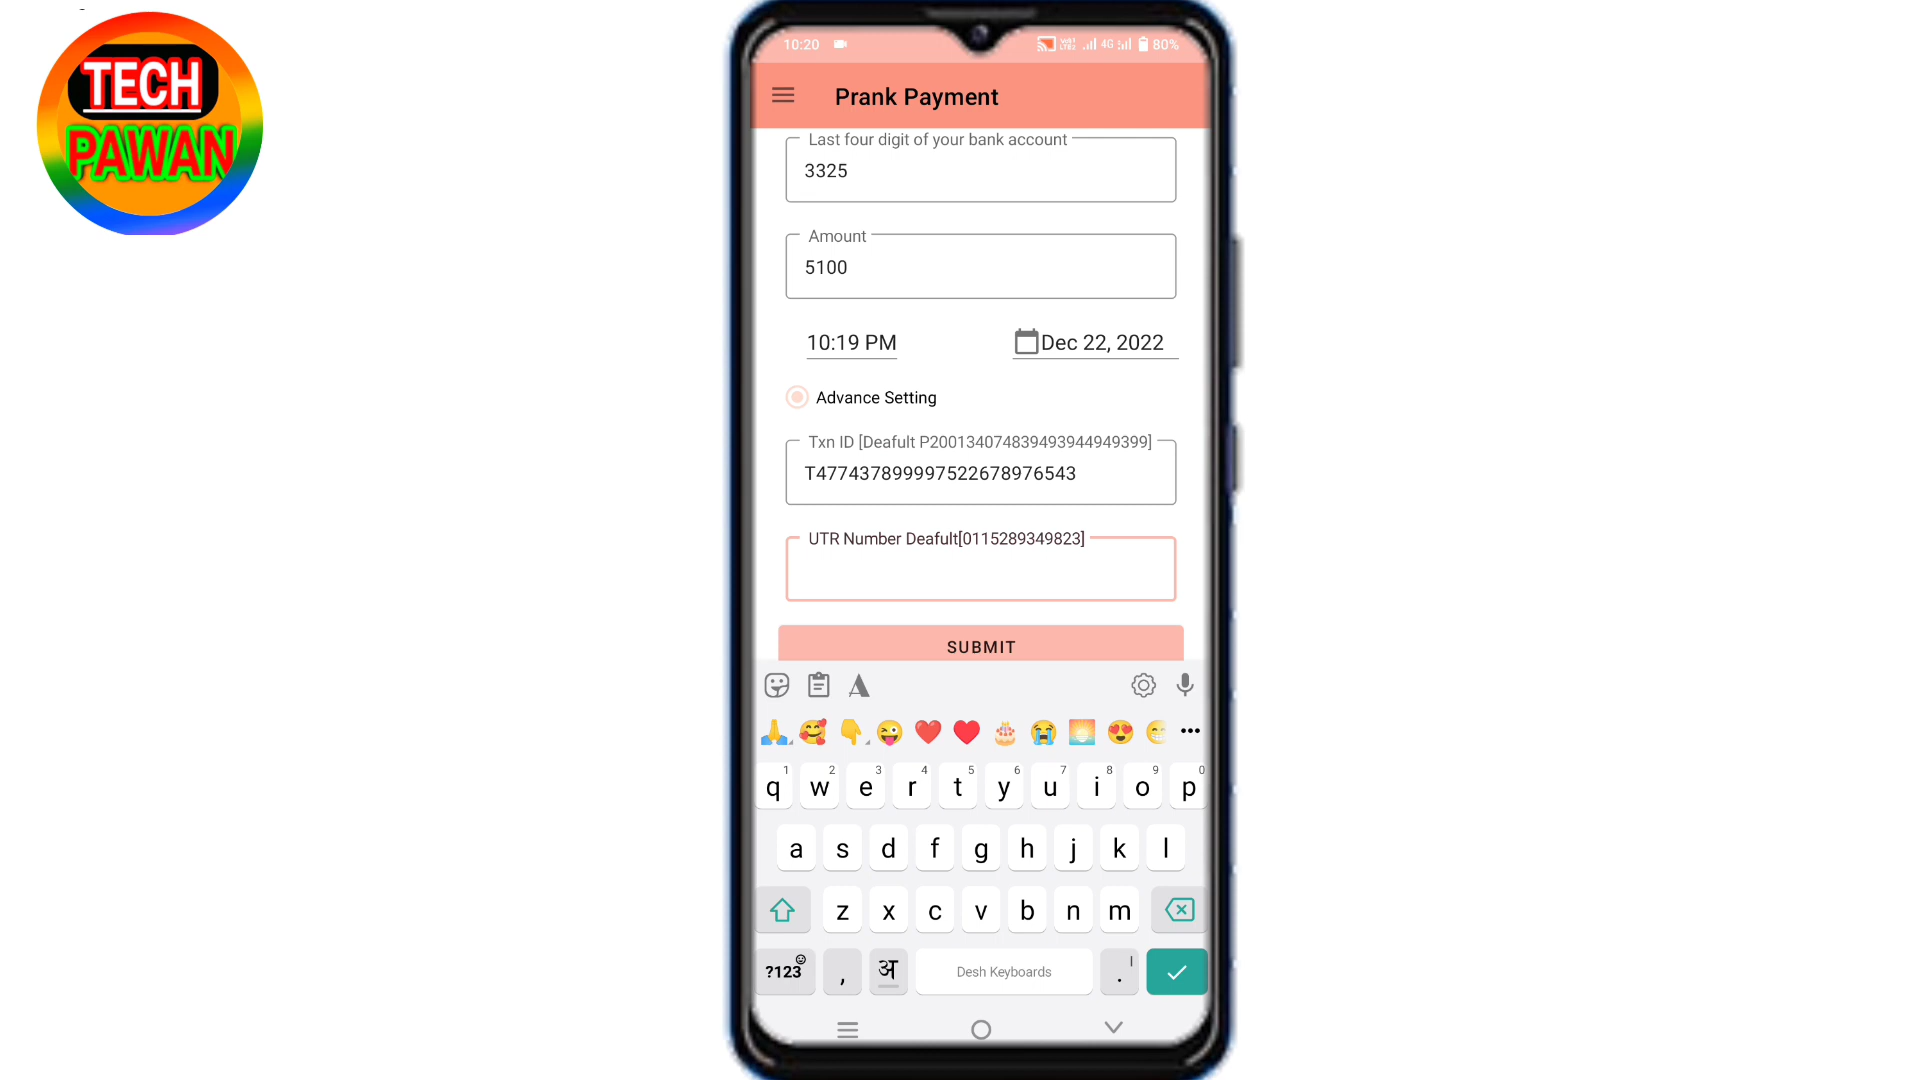 TECH
PAWAN
10:20 4G 80%
Prank Payment
Last four digit of your bank account
3325
Amount
5100
10:19 PM Dec 22, 2022
Advance Setting
Txn ID [Deafult P200134074839493944949399]
T477437899997522678976543
UTR Number Deafult[0115289349823]
SUBMIT
1 2 3 4 5 6 7 8 9 0
q w e r t y u i o p
a s d f g h j k l
z x c v b n m
?123 , अ Desh Keyboards .